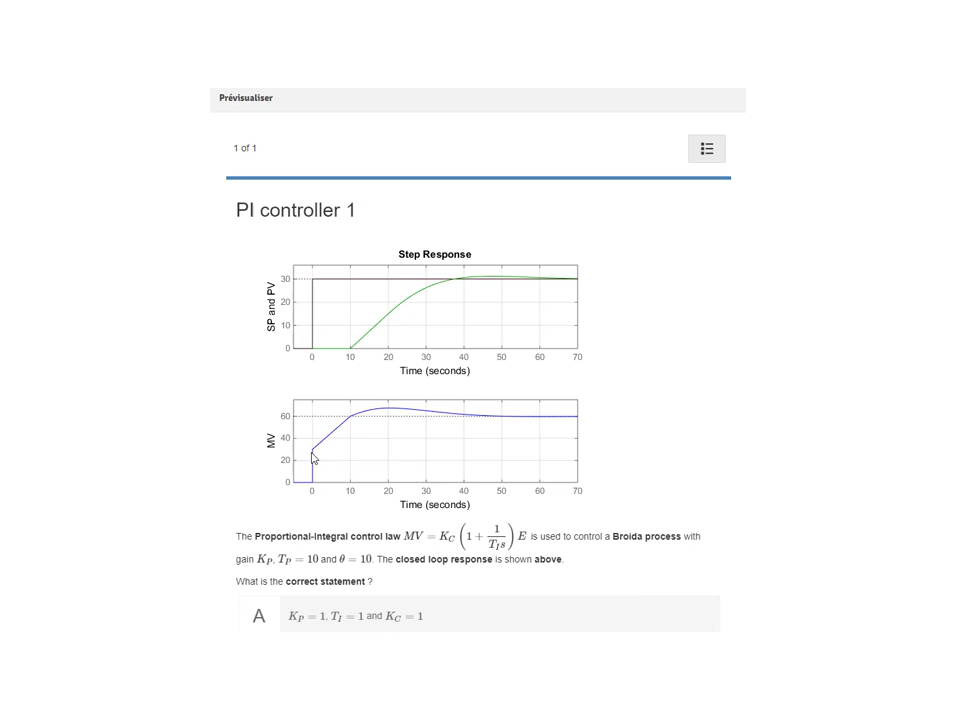 Prévisualiser
1 of 1
PI controller 1
Step Response
SP and PV
30
20
10
0
0 10 20 30 40 50 60 70
Time (seconds)
MV
60
40
20
0
0 10 20 30 40 50 60 70
Time (seconds)
The Proportional-Integral control law MV = K_C (1 + 1/(T_I s)) E is used to control a Broida process with
gain K_P, T_P = 10 and θ = 10. The closed loop response is shown above.
What is the correct statement ?
A K_P = 1, T_I = 1 and K_C = 1